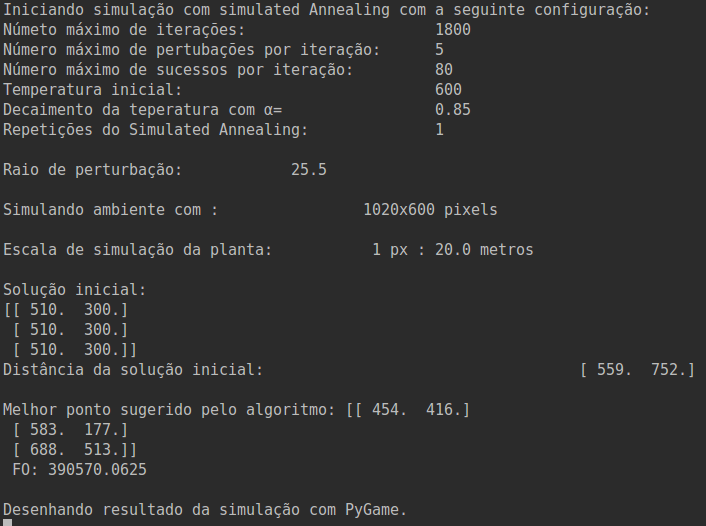 Iniciando simulação com simulated Annealing com a seguinte configuração:
Númeto máximo de iterações: 1800
Número máximo de pertubações por iteração: 5
Número máximo de sucessos por iteração: 80
Temperatura inicial: 600
Decaimento da teperatura com α= 0.85
Repetições do Simulated Annealing: 1
Raio de perturbação: 25.5
Simulando ambiente com : 1020x600 pixels
Escala de simulação da planta: 1 px : 20.0 metros
Solução inicial:
[[ 510. 300.]
[ 510. 300.]
[ 510. 300.]]
Distância da solução inicial: [ 559. 752.]
Melhor ponto sugerido pelo algoritmo: [[ 454. 416.]
[ 583. 177.]
[ 688. 513.]]
FO: 390570.0625
Desenhando resultado da simulação com PyGame.